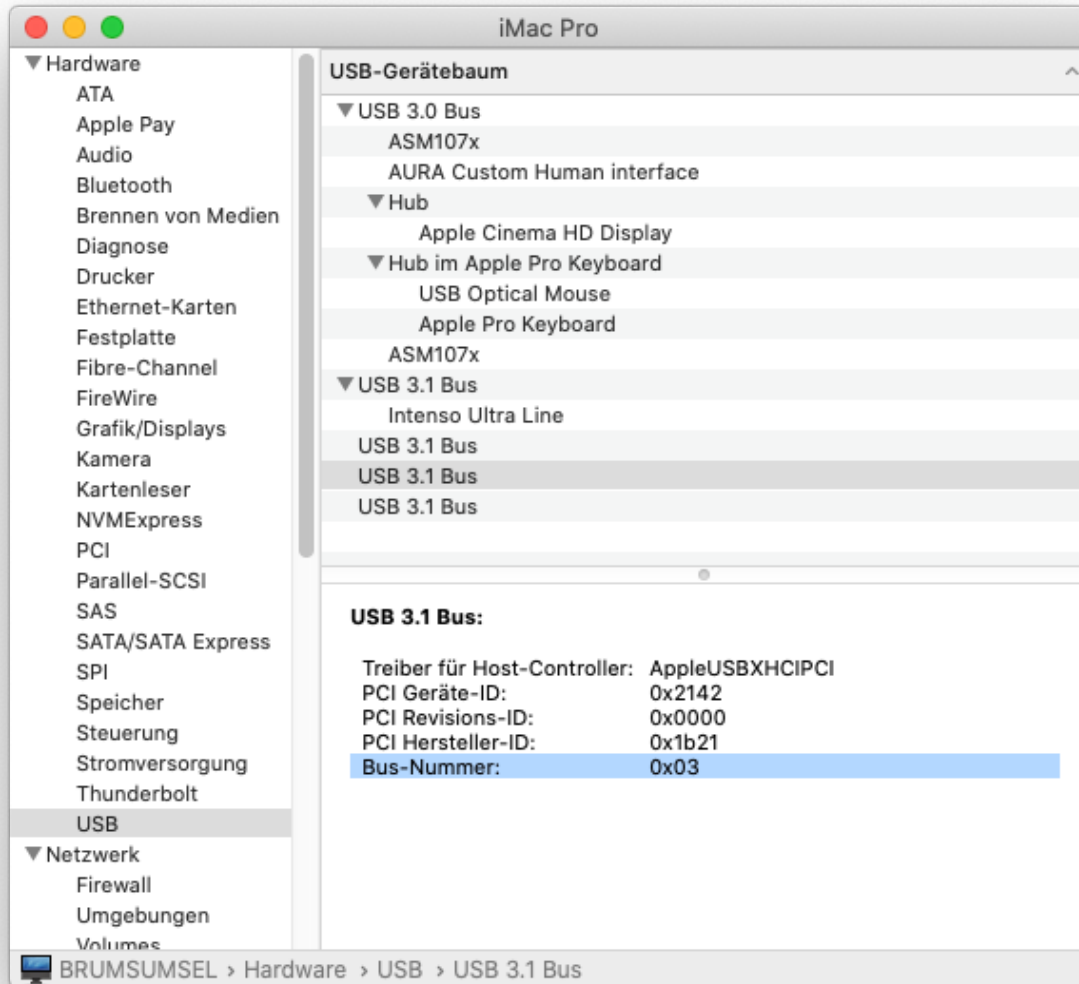 iMac Pro
Hardware
ATA
Apple Pay
Audio
Bluetooth
Brennen von Medien
Diagnose
Drucker
Ethernet-Karten
Festplatte
Fibre-Channel
FireWire
Grafik/Displays
Kamera
Kartenleser
NVMExpress
PCI
Parallel-SCSI
SAS
SATA/SATA Express
SPI
Speicher
Steuerung
Stromversorgung
Thunderbolt
USB
Netzwerk
Firewall
Umgebungen
Volumes
USB-Gerätebaum
USB 3.0 Bus
ASM107x
AURA Custom Human interface
Hub
Apple Cinema HD Display
Hub im Apple Pro Keyboard
USB Optical Mouse
Apple Pro Keyboard
ASM107x
USB 3.1 Bus
Intenso Ultra Line
USB 3.1 Bus
USB 3.1 Bus
USB 3.1 Bus
USB 3.1 Bus:
Treiber für Host-Controller: AppleUSBXHCIPCI
PCI Geräte-ID: 0x2142
PCI Revisions-ID: 0x0000
PCI Hersteller-ID: 0x1b21
Bus-Nummer: 0x03
BRUMSUMSEL › Hardware › USB › USB 3.1 Bus